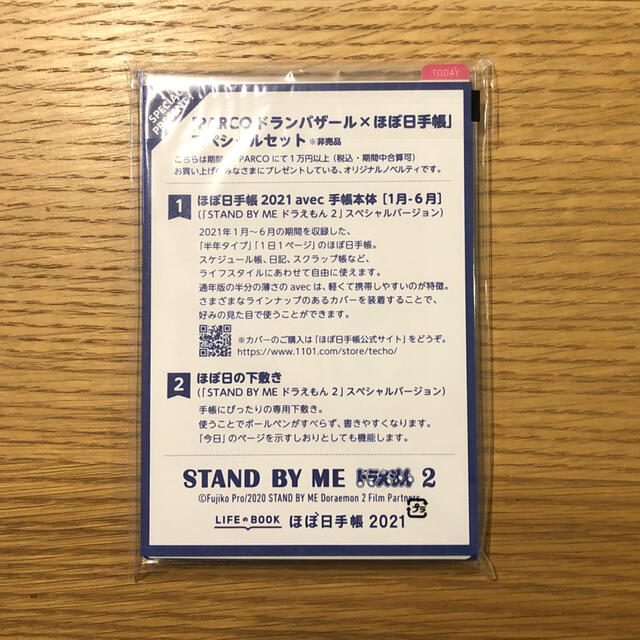 TODAY
SPECIAL
PRESENT!
「PARCO ドランバザール×ほぼ日手帳」
スペシャルセット ※非売品
こちらは期間 PARCOにて1万円以上(税込・期間中合算可)
お買い上げのみなさまにプレゼントしている、オリジナルノベルティです。
1 ほぼ日手帳 2021 avec 手帳本体 [1月-6月]
(「STAND BY ME ドラえもん 2」スペシャルバージョン)
2021年1月〜6月の期間を収録した、
「半年タイプ」「1日1ページ」のほぼ日手帳。
スケジュール帳、日記、スクラップ帳など、
ライフスタイルにあわせて自由に使えます。
通年版の半分の薄さの avec は、軽くて携帯しやすいのが特徴。
さまざまなラインナップのあるカバーを装着することで、
好みの見た目で使うことができます。
※カバーのご購入は「ほぼ日手帳公式サイト」をどうぞ。
https://www.1101.com/store/techo/
2 ほぼ日の下敷き
(「STAND BY ME ドラえもん 2」スペシャルバージョン)
手帳にぴったりの専用下敷き。
使うことでボールペンがすべらず、書きやすくなります。
「今日」のページを示すしおりとしても機能します。
STAND BY ME ドラえもん 2
©Fujiko Pro/2020 STAND BY ME Doraemon 2 Film Partners
LIFEのBOOK ほぼ日手帳 2021
プラ